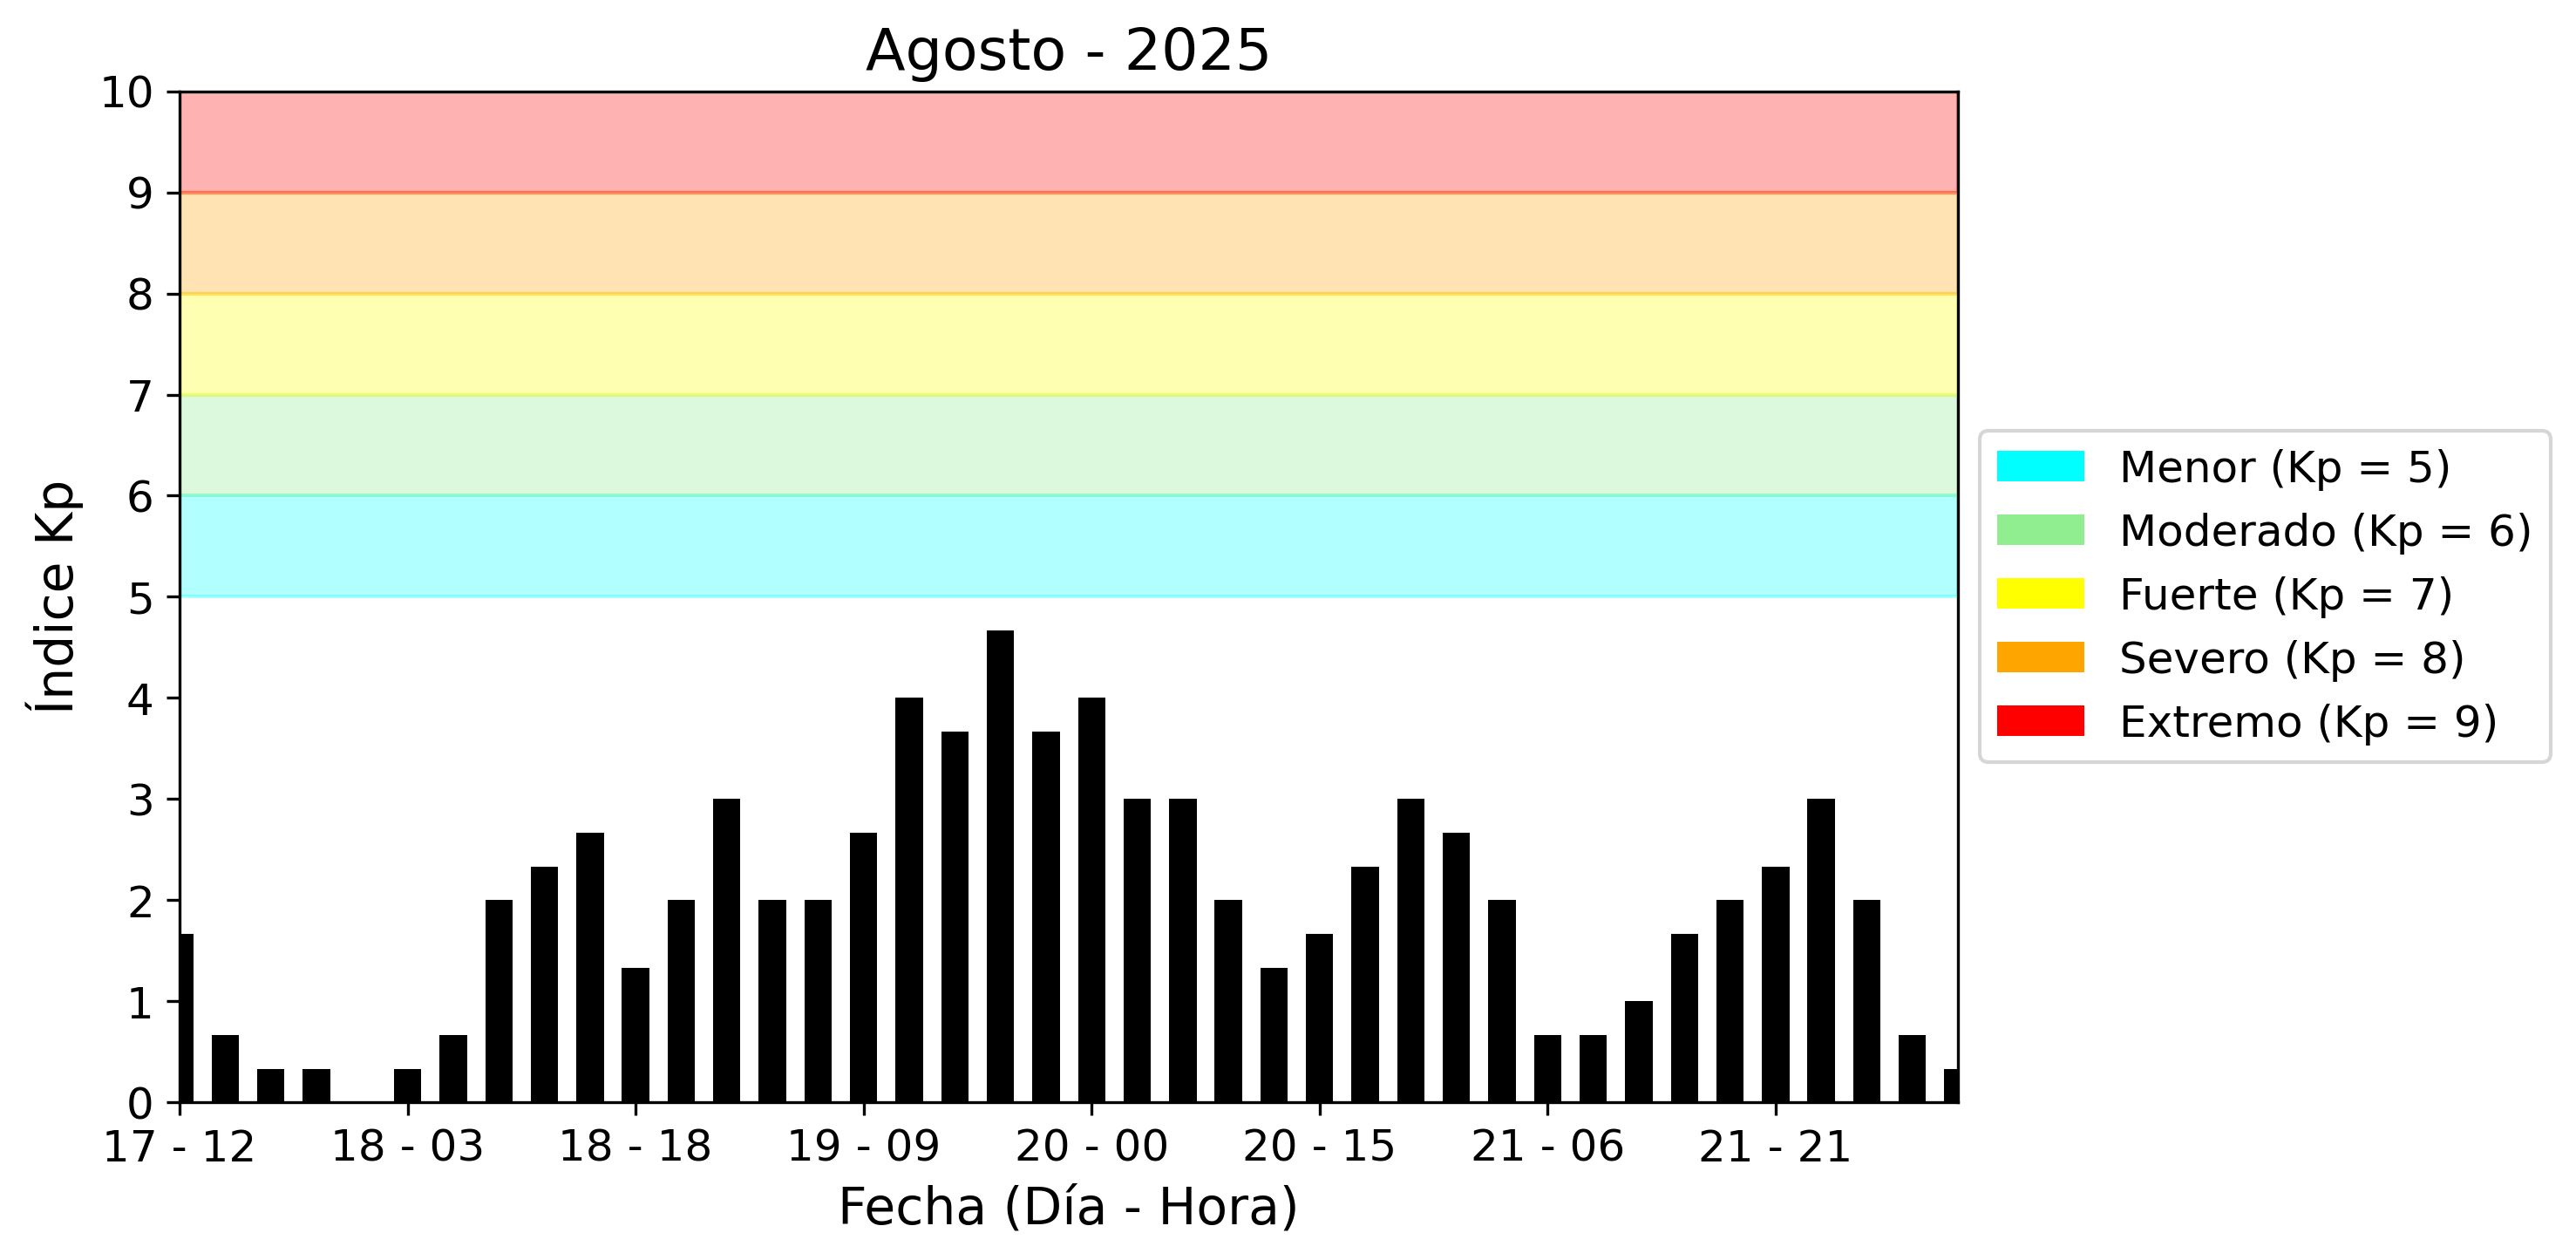 Agosto - 2025
10
9
8
7
6
5
4
3
2
1
0
Índice Kp
17 - 12
18 - 03
18 - 18
19 - 09
20 - 00
20 - 15
21 - 06
21 - 21
Fecha (Día - Hora)
Menor (Kp = 5)
Moderado (Kp = 6)
Fuerte (Kp = 7)
Severo (Kp = 8)
Extremo (Kp = 9)